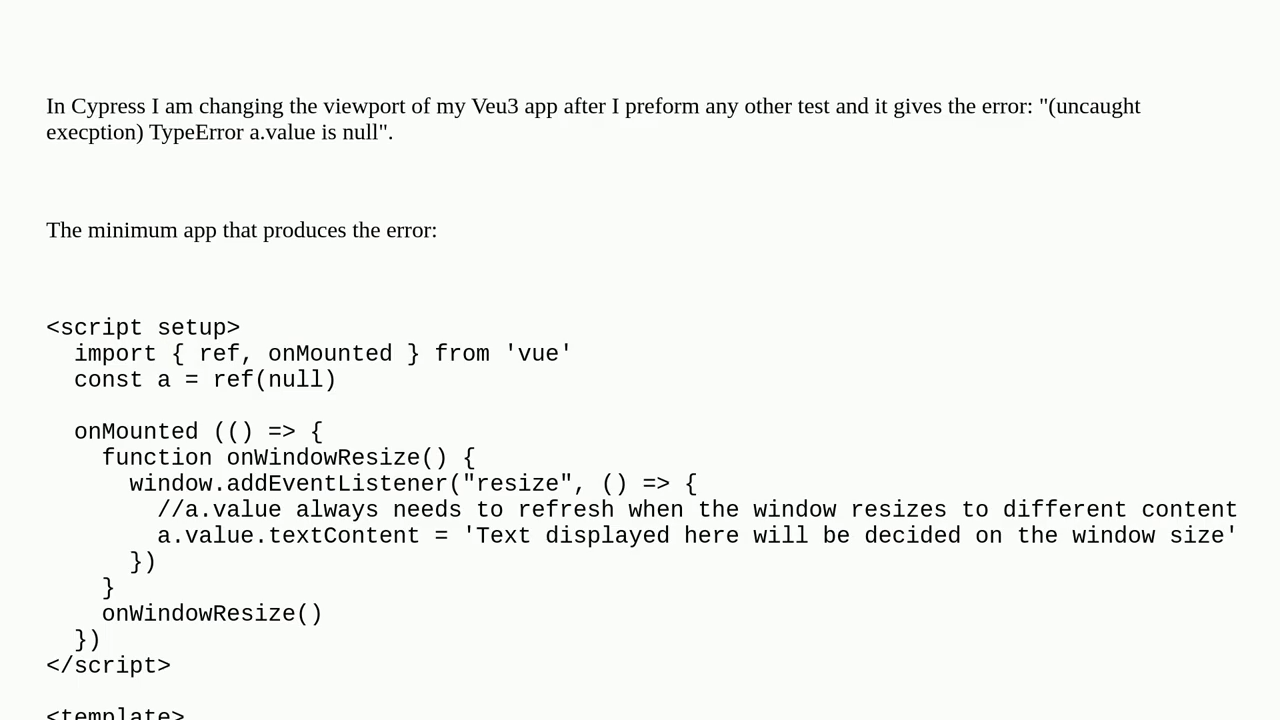 In Cypress I am changing the viewport of my Veu3 app after I preform any other test and it gives the error: "(uncaught
execption) TypeError a.value is null".
The minimum app that produces the error:
<script setup>
  import { ref, onMounted } from 'vue'
  const a = ref(null)
  onMounted (() => {
    function onWindowResize() {
      window.addEventListener("resize", () => {
        //a.value always needs to refresh when the window resizes to different content
        a.value.textContent = 'Text displayed here will be decided on the window size'
      })
    }
    onWindowResize()
  })
</script>
<template>